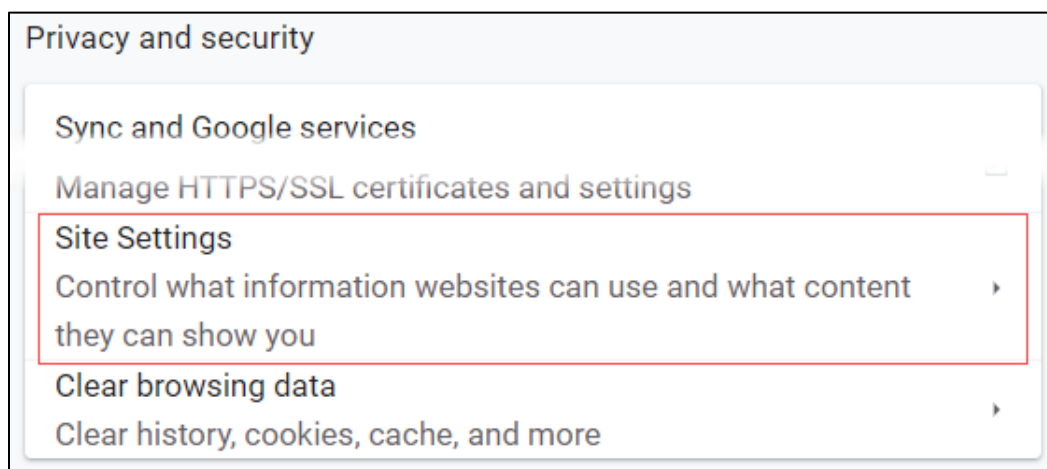 Privacy and security
Sync and Google services
Manage HTTPS/SSL certificates and settings
Site Settings
Control what information websites can use and what content
they can show you
Clear browsing data
Clear history, cookies, cache, and more